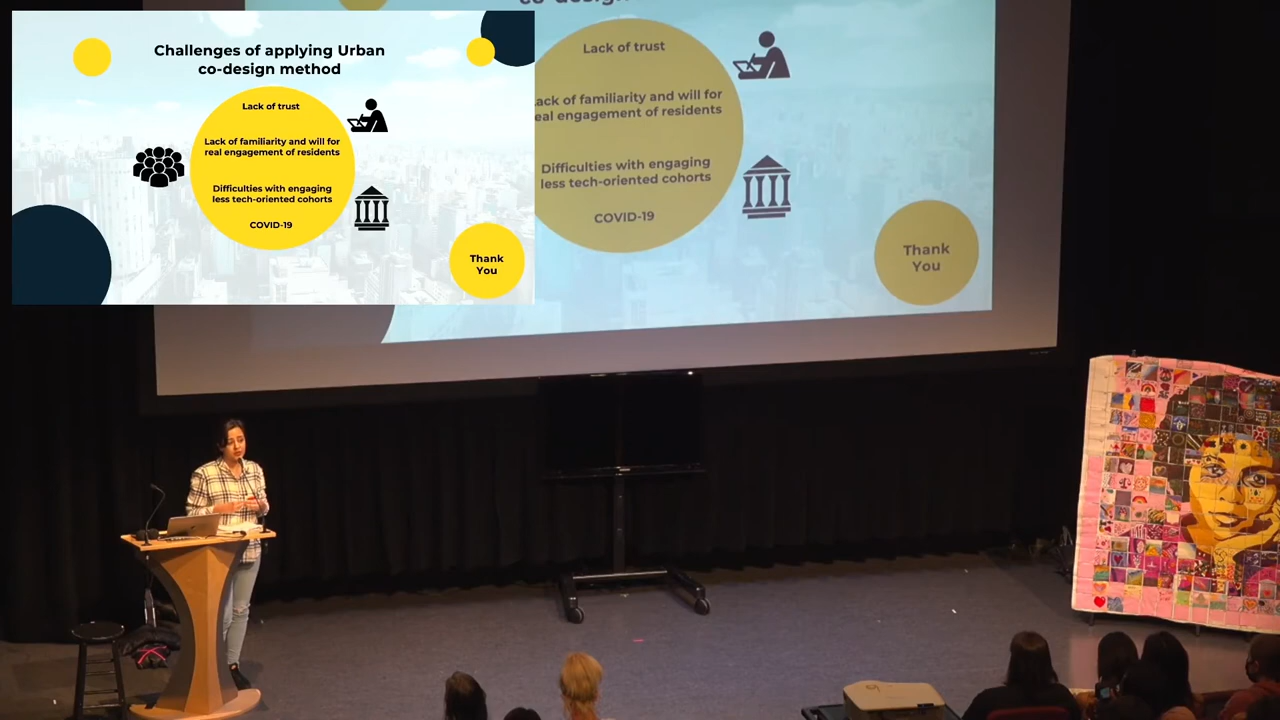 Challenges of applying Urban
co-design method
Lack of trust
Lack of familiarity and will for
real engagement of residents
Difficulties with engaging
less tech-oriented cohorts
COVID-19
Thank
You
Lack of trust
ack of familiarity and will for
eal engagement of residents
Difficulties with engaging
less tech-oriented cohorts
COVID-19
Thank
You